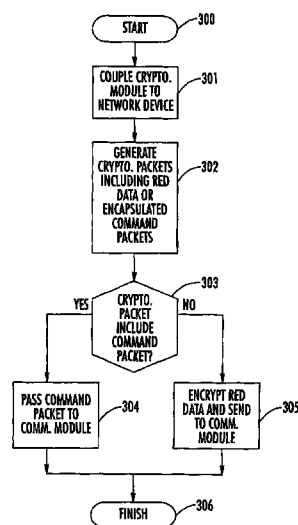 START
300
COUPLE CRYPTO.
MODULE TO
NETWORK DEVICE
301
GENERATE
CRYPTO. PACKETS
INCLUDING RED
DATA OR
ENCAPSULATED
COMMAND
PACKETS
302
303
YES
CRYPTO.
PACKET
INCLUDE
COMMAND
PACKET?
NO
PASS COMMAND
PACKET TO
COMM. MODULE
304
ENCRYPT RED
DATA AND SEND
TO COMM.
MODULE
305
FINISH
306